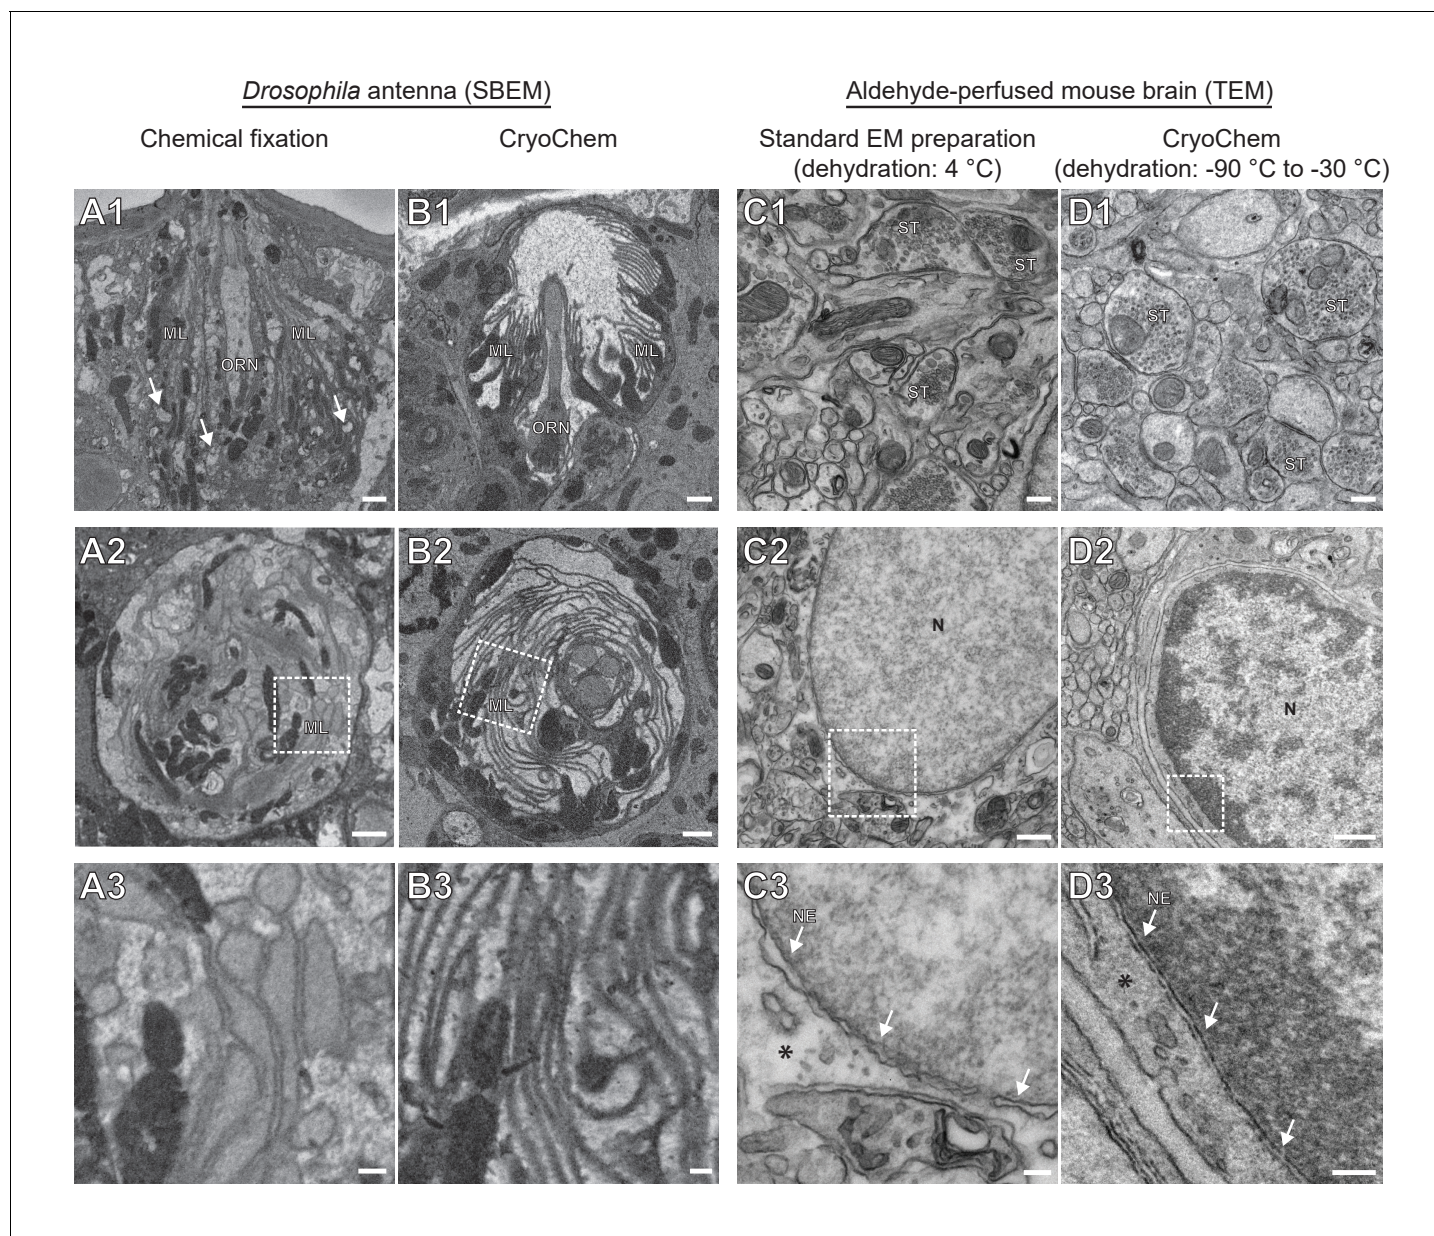 Drosophila antenna (SBEM)
Aldehyde-perfused mouse brain (TEM)
Chemical fixation
CryoChem
Standard EM preparation
(dehydration: 4 °C)
CryoChem
(dehydration: -90 °C to -30 °C)
A1
ML
ML
ORN
B1
ML
ML
ORN
C1
ST
ST
ST
D1
ST
ST
ST
A2
ML
B2
ML
C2
N
D2
N
A3
B3
C3
NE
*
D3
NE
*